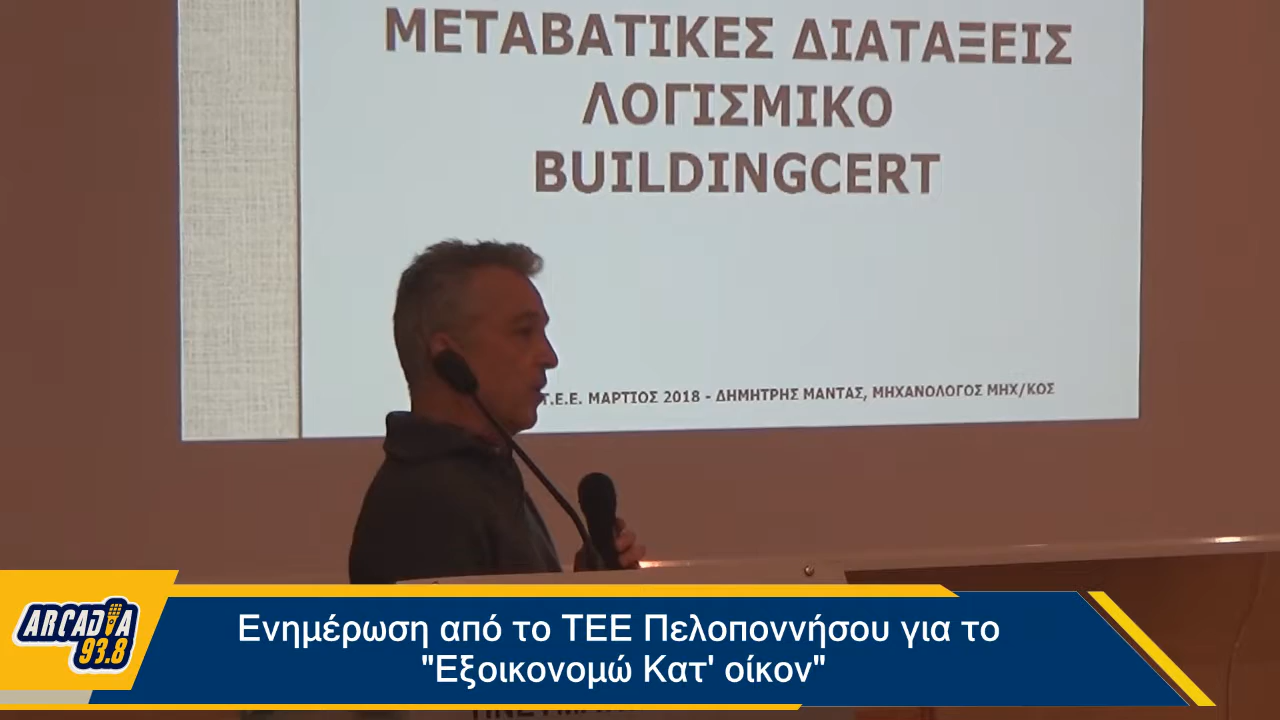 ΜΕΤΑΒΑΤΙΚΕΣ ΔΙΑΤΑΞΕΙΣ
ΛΟΓΙΣΜΙΚΟ
BUILDINGCERT
Τ.Ε.Ε. ΜΑΡΤΙΟΣ 2018 - ΔΗΜΗΤΡΗΣ ΜΑΝΤΑΣ, ΜΗΧΑΝΟΛΟΓΟΣ ΜΗΧ/ΚΟΣ
ARCADIA
93.8
Ενημέρωση από το ΤΕΕ Πελοποννήσου για το
"Εξοικονομώ Κατ' οίκον"